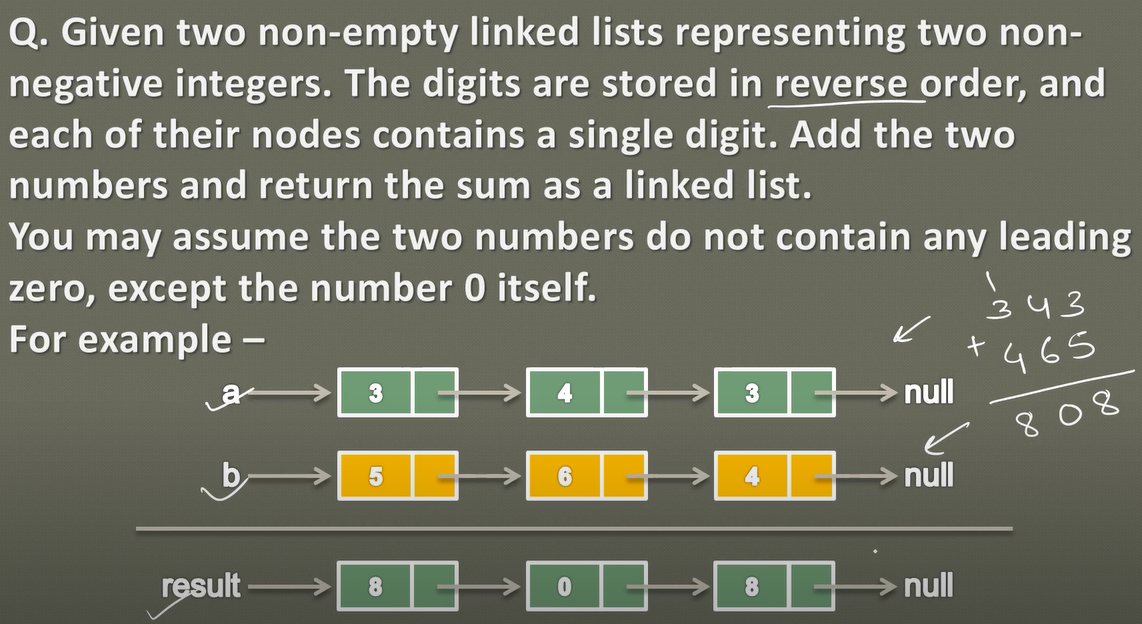 Q. Given two non-empty linked lists representing two non-
negative integers. The digits are stored in reverse order, and
each of their nodes contains a single digit. Add the two
numbers and return the sum as a linked list.
You may assume the two numbers do not contain any leading
zero, except the number 0 itself.
For example –
1
343
+ 465
808
a 3 4 3 null
b 5 6 4 null
result 8 0 8 null